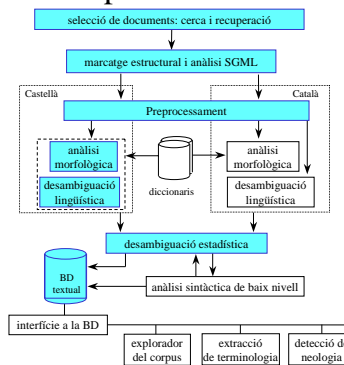 selecció de documents: cerca i recuperació
marcatge estructural i anàlisi SGML
Castellà
Català
Preprocessament
anàlisi
morfològica
desambiguació
lingüística
diccionaris
anàlisi
morfològica
desambiguació
lingüística
desambiguació estadística
BD
textual
anàlisi sintàctica de baix nivell
interfície a la BD
explorador
del corpus
extracció
de terminologia
detecció de
neologia